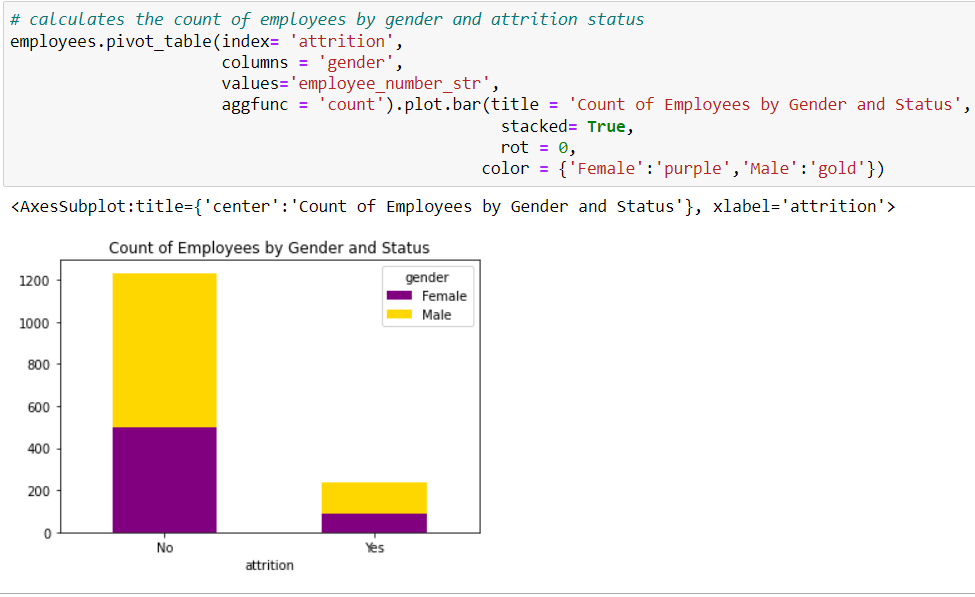 # calculates the count of employees by gender and attrition status
employees.pivot_table(index= 'attrition',
columns = 'gender',
values='employee_number_str',
aggfunc = 'count').plot.bar(title = 'Count of Employees by Gender and Status',
stacked= True,
rot = 0,
color = {'Female':'purple','Male':'gold'})
<AxesSubplot:title={'center':'Count of Employees by Gender and Status'}, xlabel='attrition'>
Count of Employees by Gender and Status
gender
Female
Male
1200
1000
800
600
400
200
0
No Yes
attrition